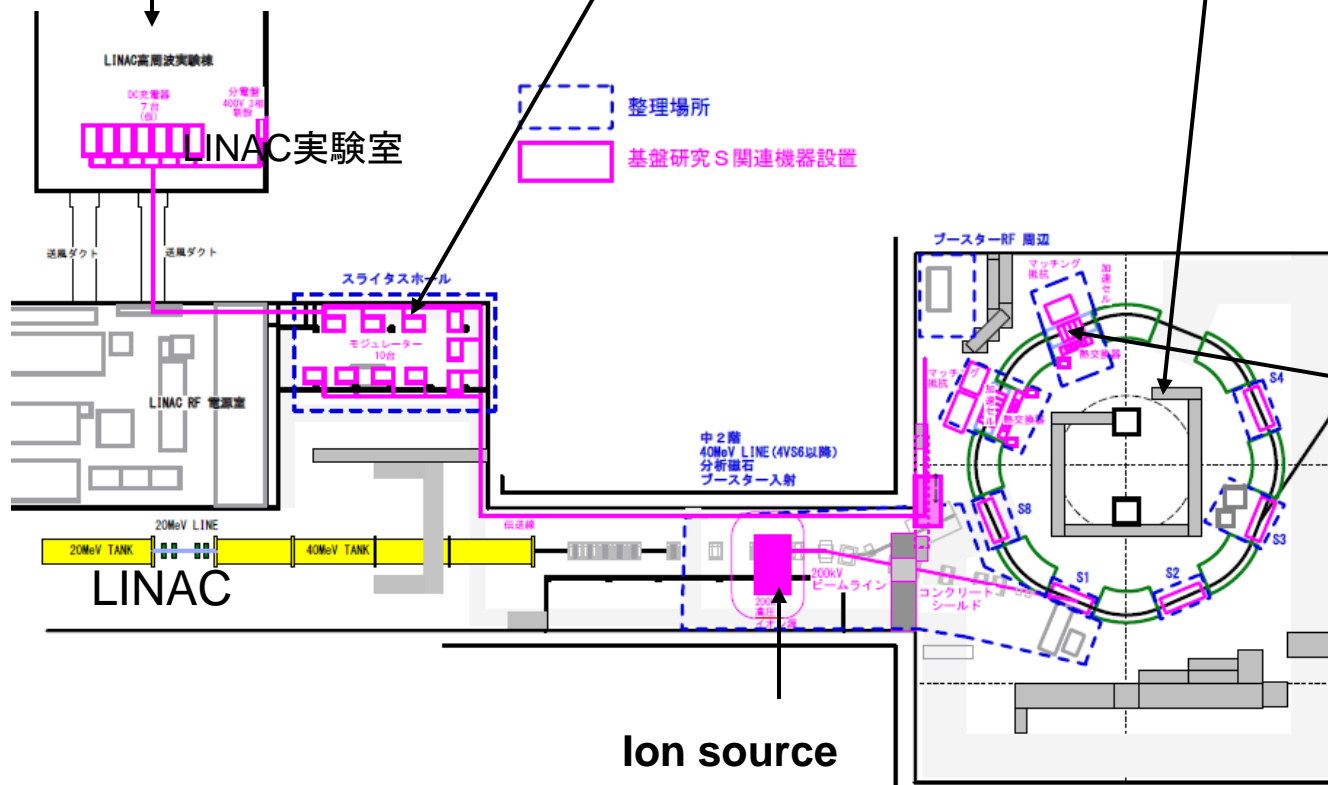 LINAC高周波実験棟
DC充電器
7台
(仮)
分電盤
400V 3相
新設
LINAC実験室
整理場所
基盤研究S関連機器設置
送風ダクト
送風ダクト
スライタスホール
モジュレーター
10台
LINAC RF 電源室
ブースターRF 周辺
マッチング
抵抗
加速セル
熱交換器
マッチング
抵抗
加速セル
熱交換器
S4
S3
S8
S1
S2
中2階
40MeV LINE(4VS6以降)
分析磁石
ブースター入射
伝送線
20MeV LINE
20MeV TANK
40MeV TANK
LINAC
200kV
ビームライン
コンクリート
シールド
高圧
イオン源
Ion source